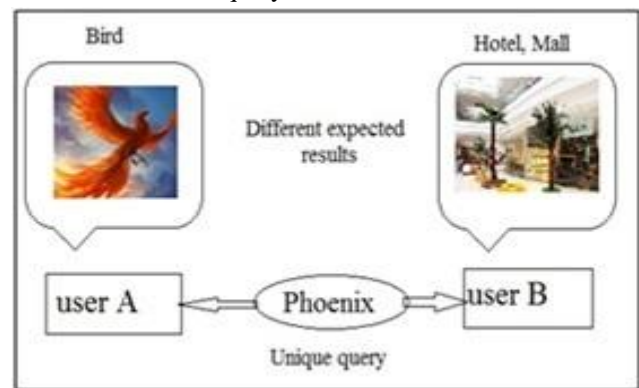 Bird
Hotel, Mall
Different expected
results
user A
Phoenix
user B
Unique query